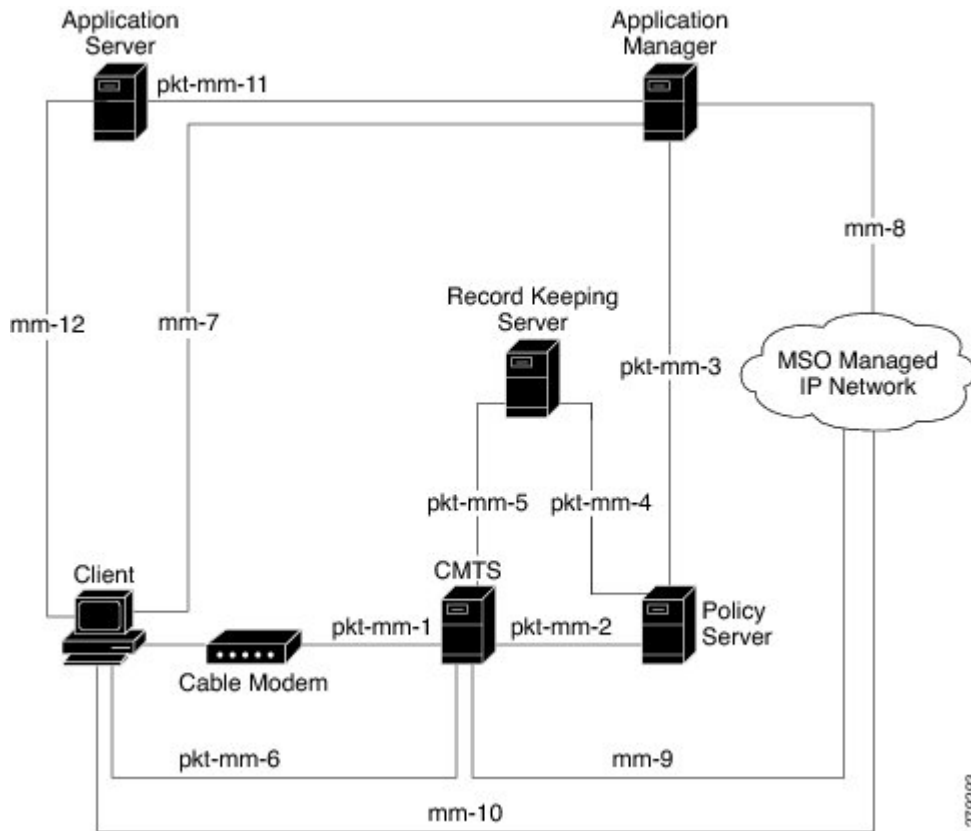 Application
Server
Application
Manager
pkt-mm-11
mm-8
mm-12
mm-7
Record Keeping
Server
pkt-mm-3
MSO Managed
IP Network
pkt-mm-5
pkt-mm-4
Client
CMTS
Policy
Server
pkt-mm-1
pkt-mm-2
Cable Modem
pkt-mm-6
mm-9
mm-10